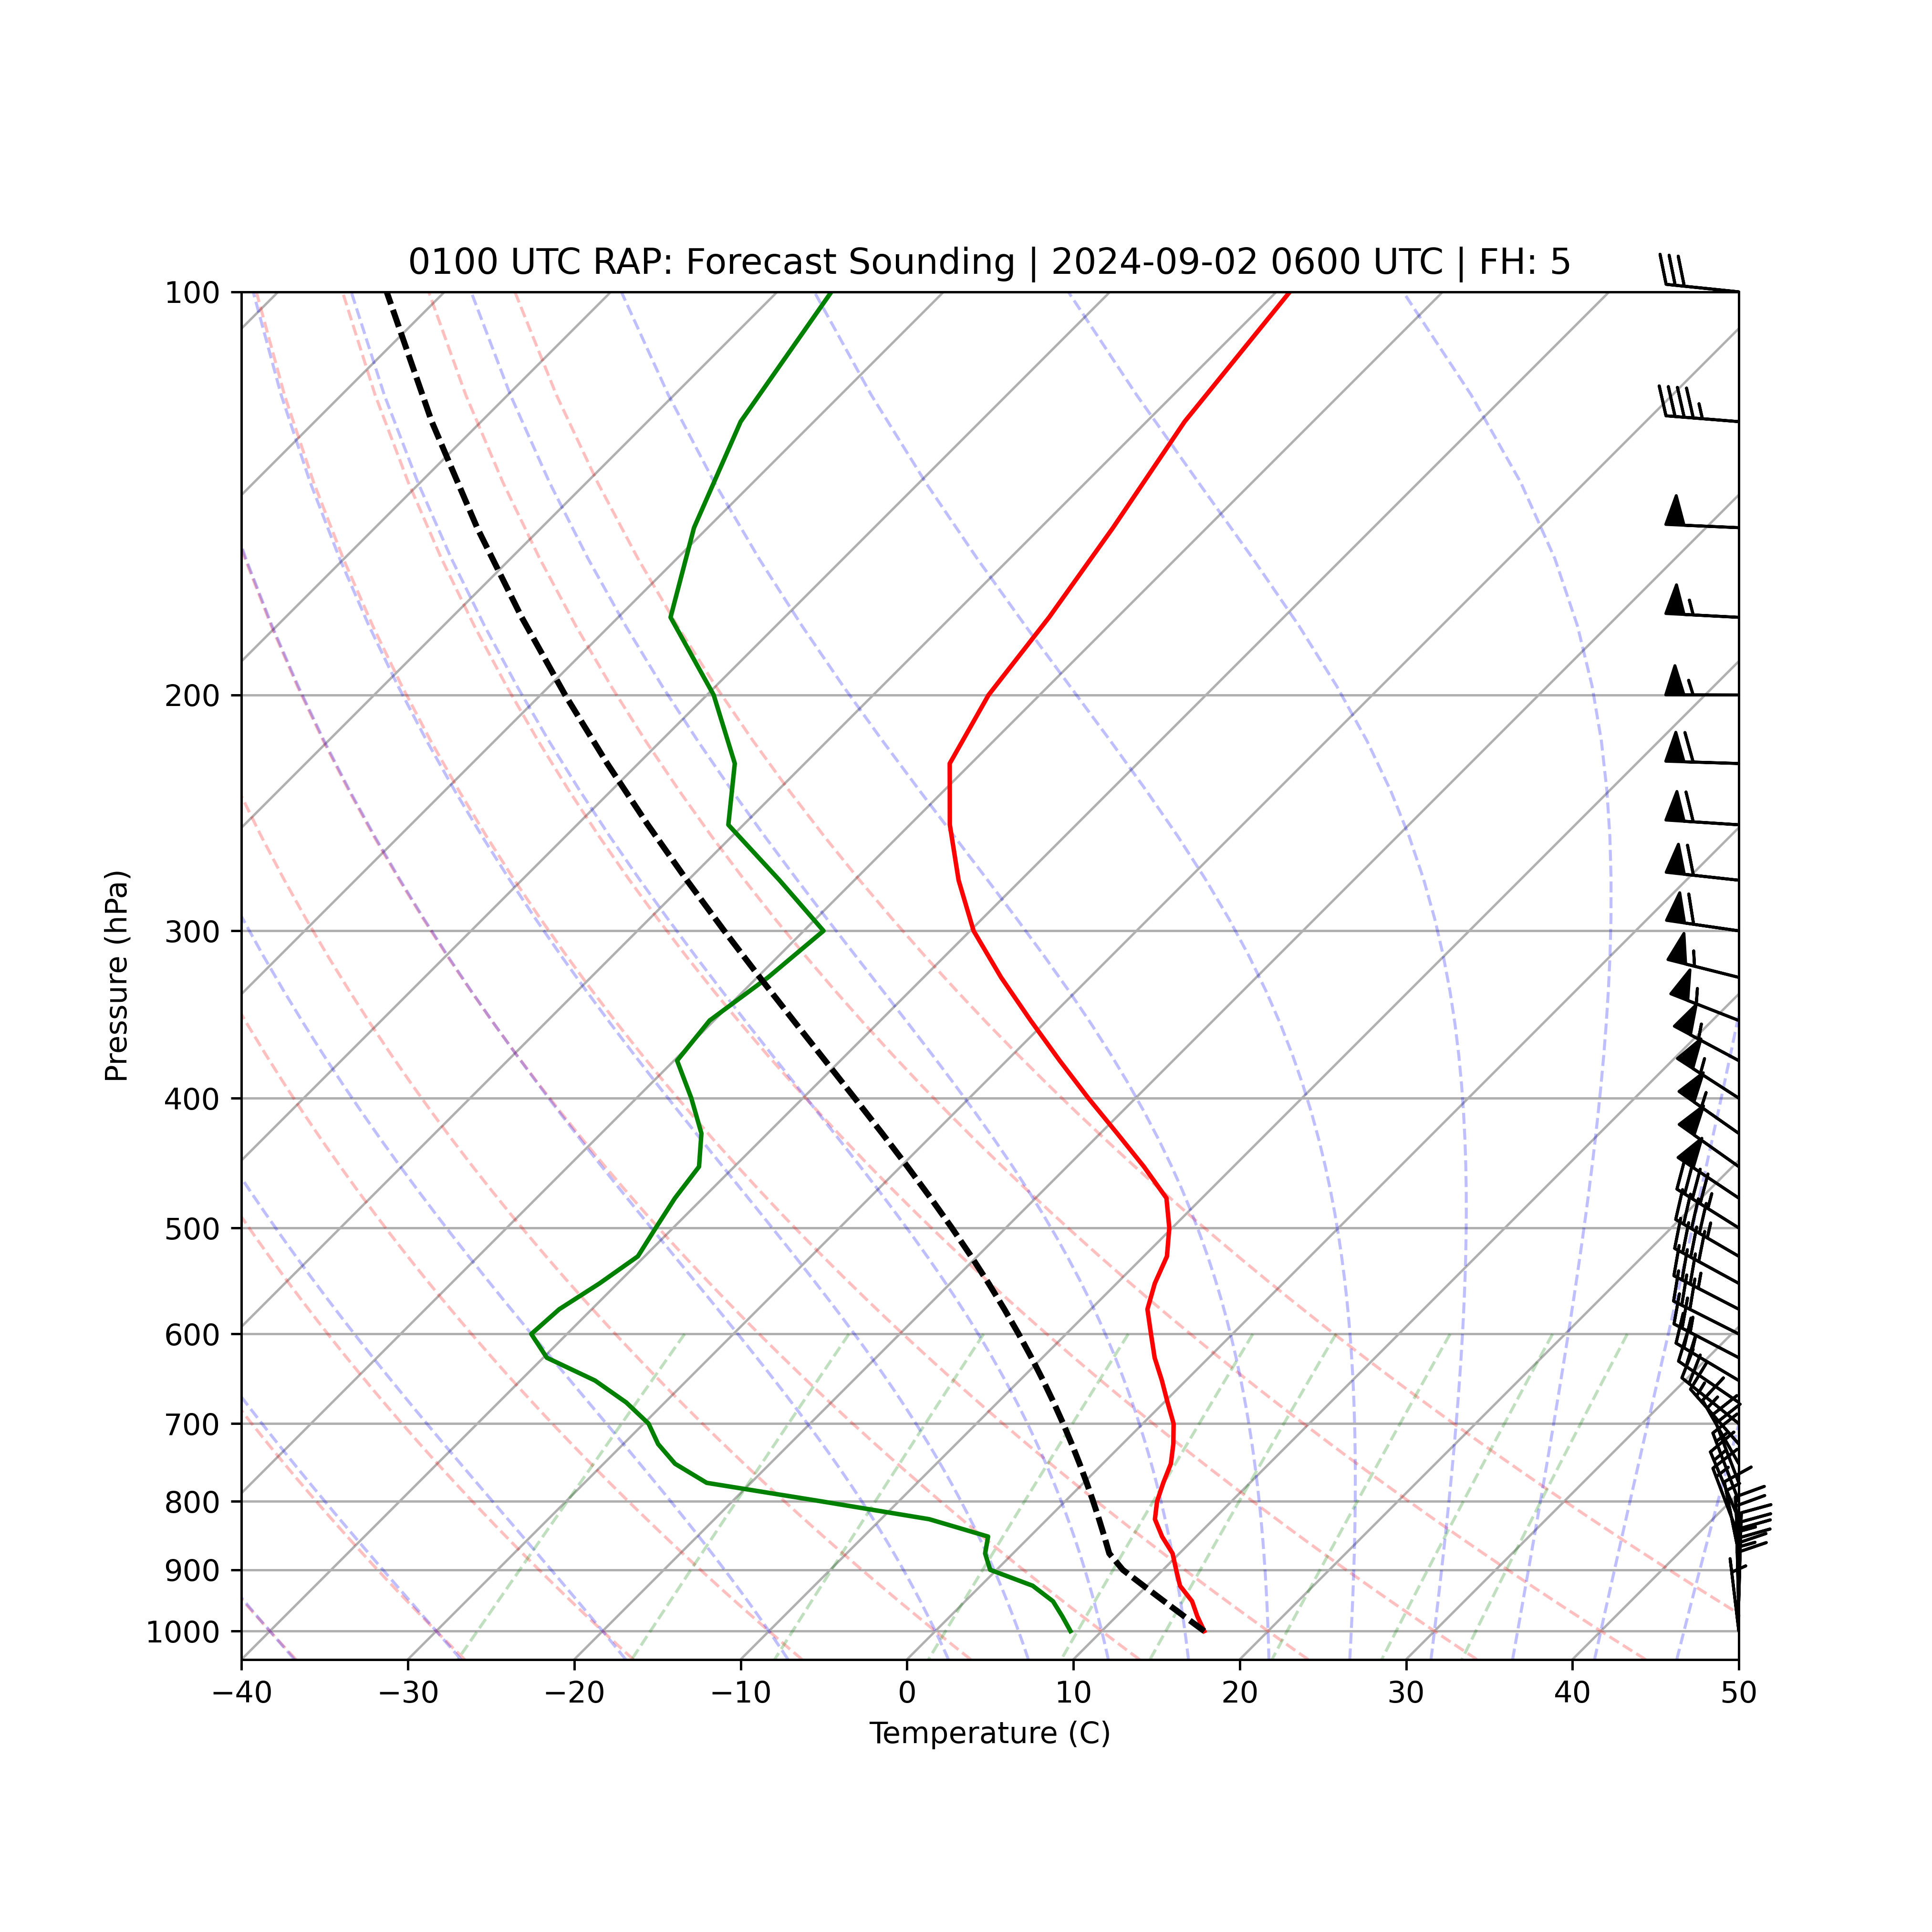 0100 UTC RAP: Forecast Sounding | 2024-09-02 0600 UTC | FH: 5
100
200
300
400
500
600
700
800
900
1000
Pressure (hPa)
−40 −30 −20 −10 0 10 20 30 40 50
Temperature (C)